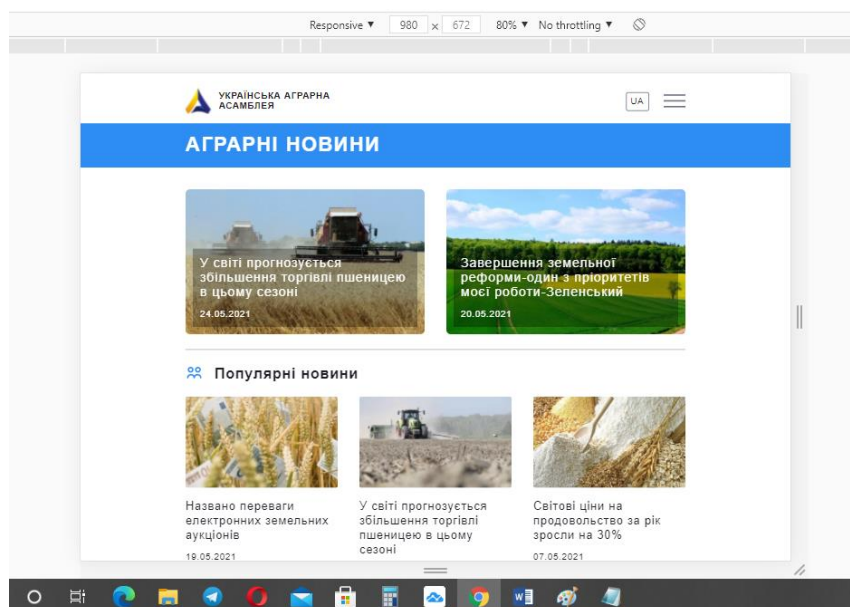 Responsive ▼ 980 x 672 80% ▼ No throttling ▼
УКРАЇНСЬКА АГРАРНА
АСАМБЛЕЯ
UA
АГРАРНІ НОВИНИ
У світі прогнозується
збільшення торгівлі пшеницею
в цьому сезоні
24.05.2021
Завершення земельної
реформи-один з пріоритетів
моєї роботи-Зеленський
20.05.2021
Популярні новини
Названо переваги
електронних земельних
аукціонів
19.05.2021
У світі прогнозується
збільшення торгівлі
пшеницею в цьому
сезоні
Світові ціни на
продовольство за рік
зросли на 30%
07.05.2021